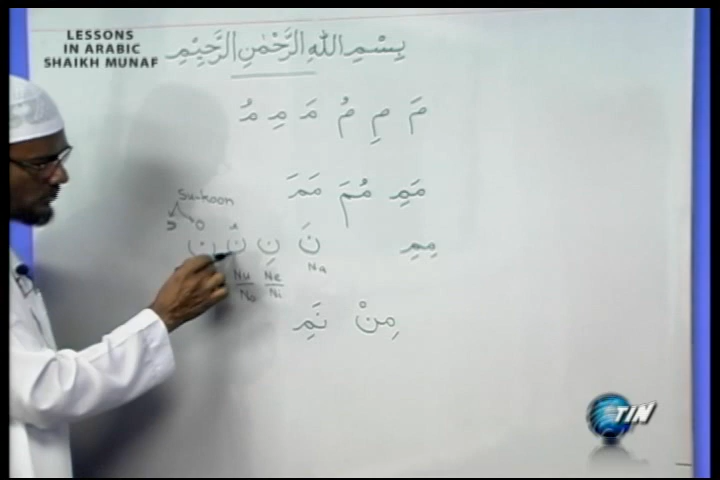 LESSONS
IN ARABIC
SHAIKH MUNAF
بِسْمِ اللهِ الرَّحْمٰنِ الرَّحِيْمِ
مَ مِ مُ مَ مِ مُ
مَمِ مُمَ مَمَ
Su-koon
مِمِ نَ نِ نُ ن
Na Ne Nu
Ni No
مِنْ نَمِ
TIN